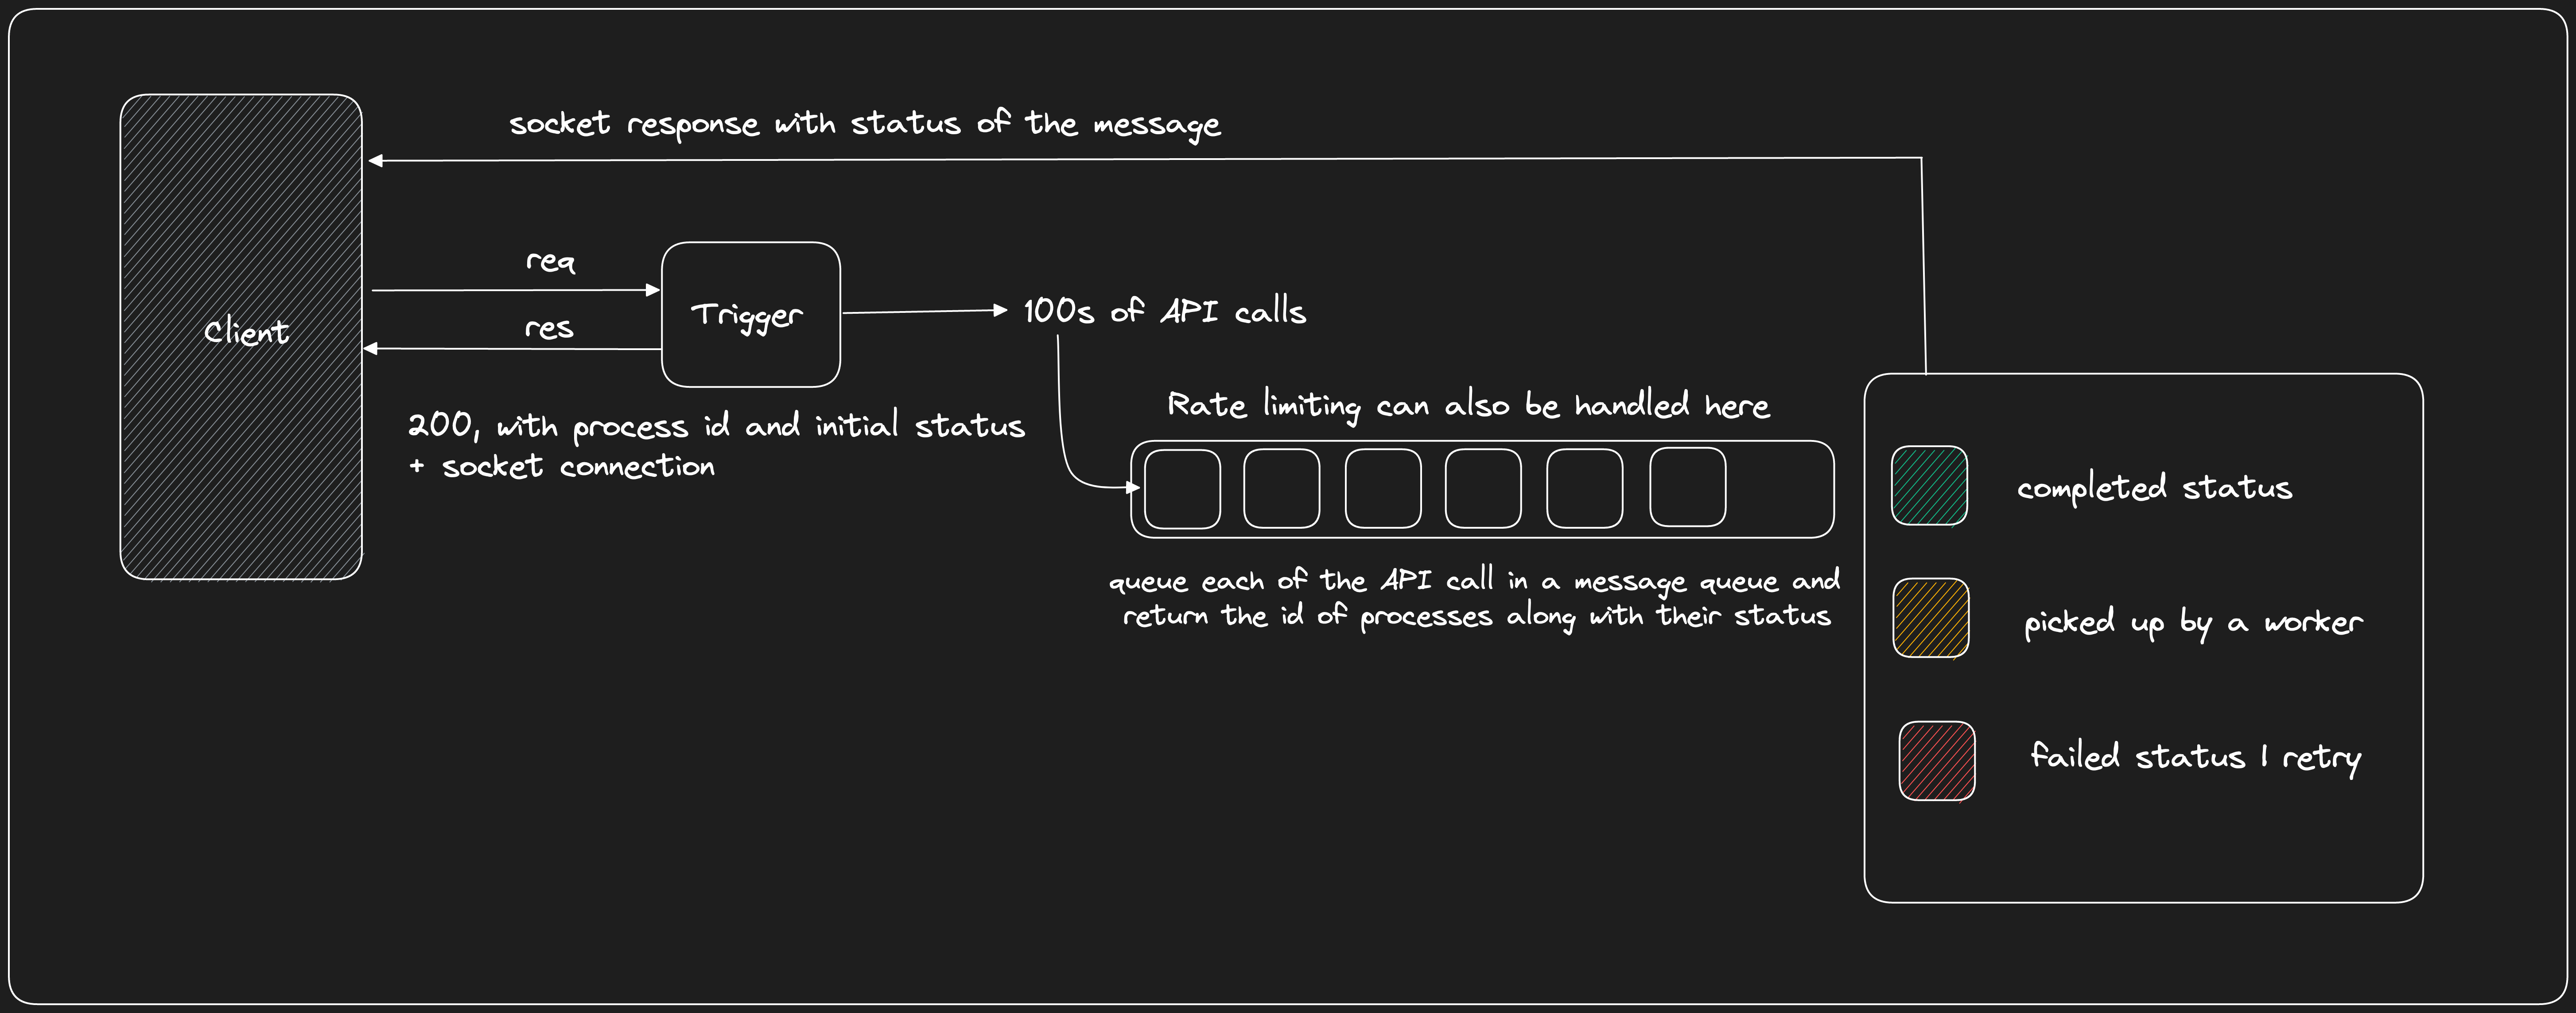 socket response with status of the message
req
Client
res
Trigger
100s of API calls
200, with process id and initial status
+ socket connection
Rate limiting can also be handled here
queue each of the API call in a message queue and
return the id of processes along with their status
completed status
picked up by a worker
failed status | retry